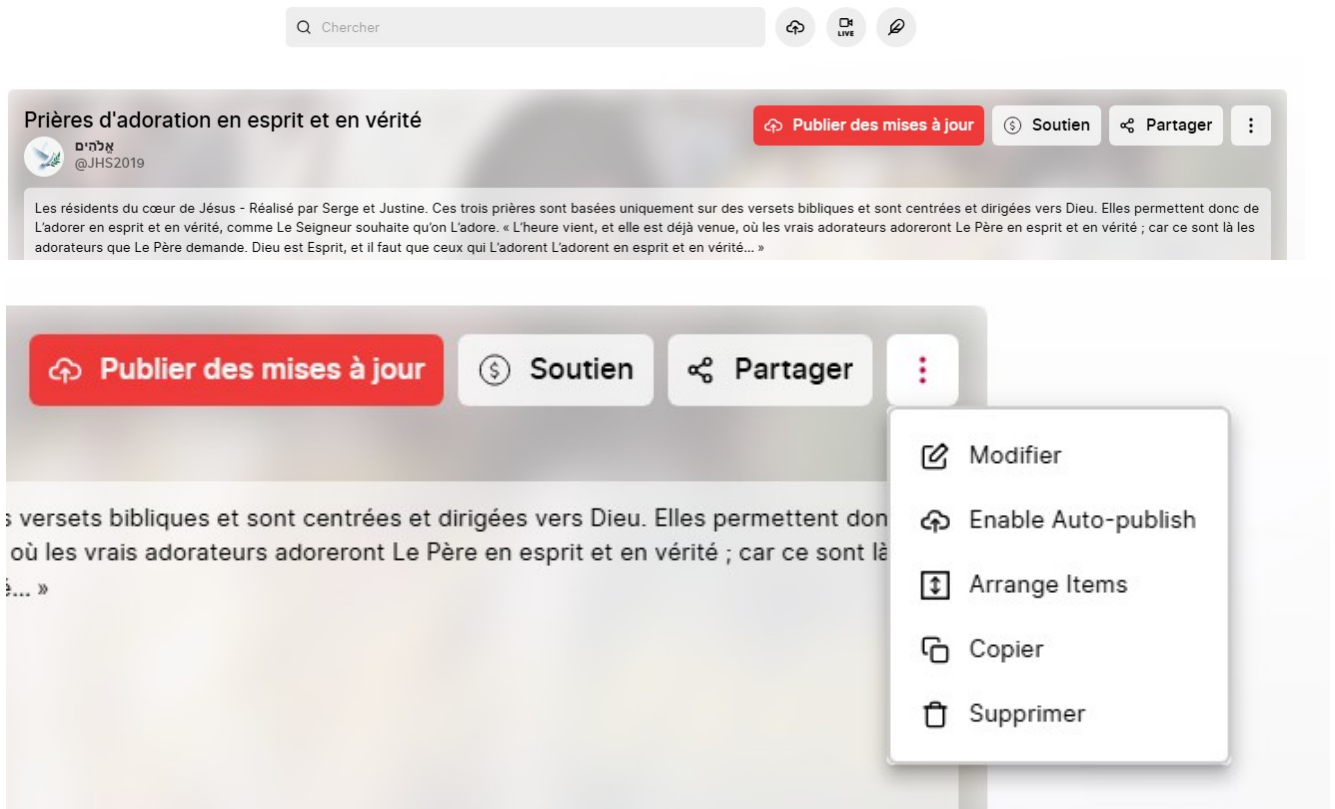 Chercher
LIVE
Prières d'adoration en esprit et en vérité
Publier des mises à jour
Soutien
Partager
אֱלֹהִים
@JHS2019
Les résidents du cœur de Jésus - Réalisé par Serge et Justine. Ces trois prières sont basées uniquement sur des versets bibliques et sont centrées et dirigées vers Dieu. Elles permettent donc de
L'adorer en esprit et en vérité, comme Le Seigneur souhaite qu'on L'adore. « L'heure vient, et elle est déjà venue, où les vrais adorateurs adoreront Le Père en esprit et en vérité ; car ce sont là les
adorateurs que Le Père demande. Dieu est Esprit, et il faut que ceux qui L'adorent L'adorent en esprit et en vérité... »
Publier des mises à jour
Soutien
Partager
Modifier
versets bibliques et sont centrées et dirigées vers Dieu. Elles permettent don
Enable Auto-publish
où les vrais adorateurs adoreront Le Père en esprit et en vérité ; car ce sont là
... »
Arrange Items
Copier
Supprimer